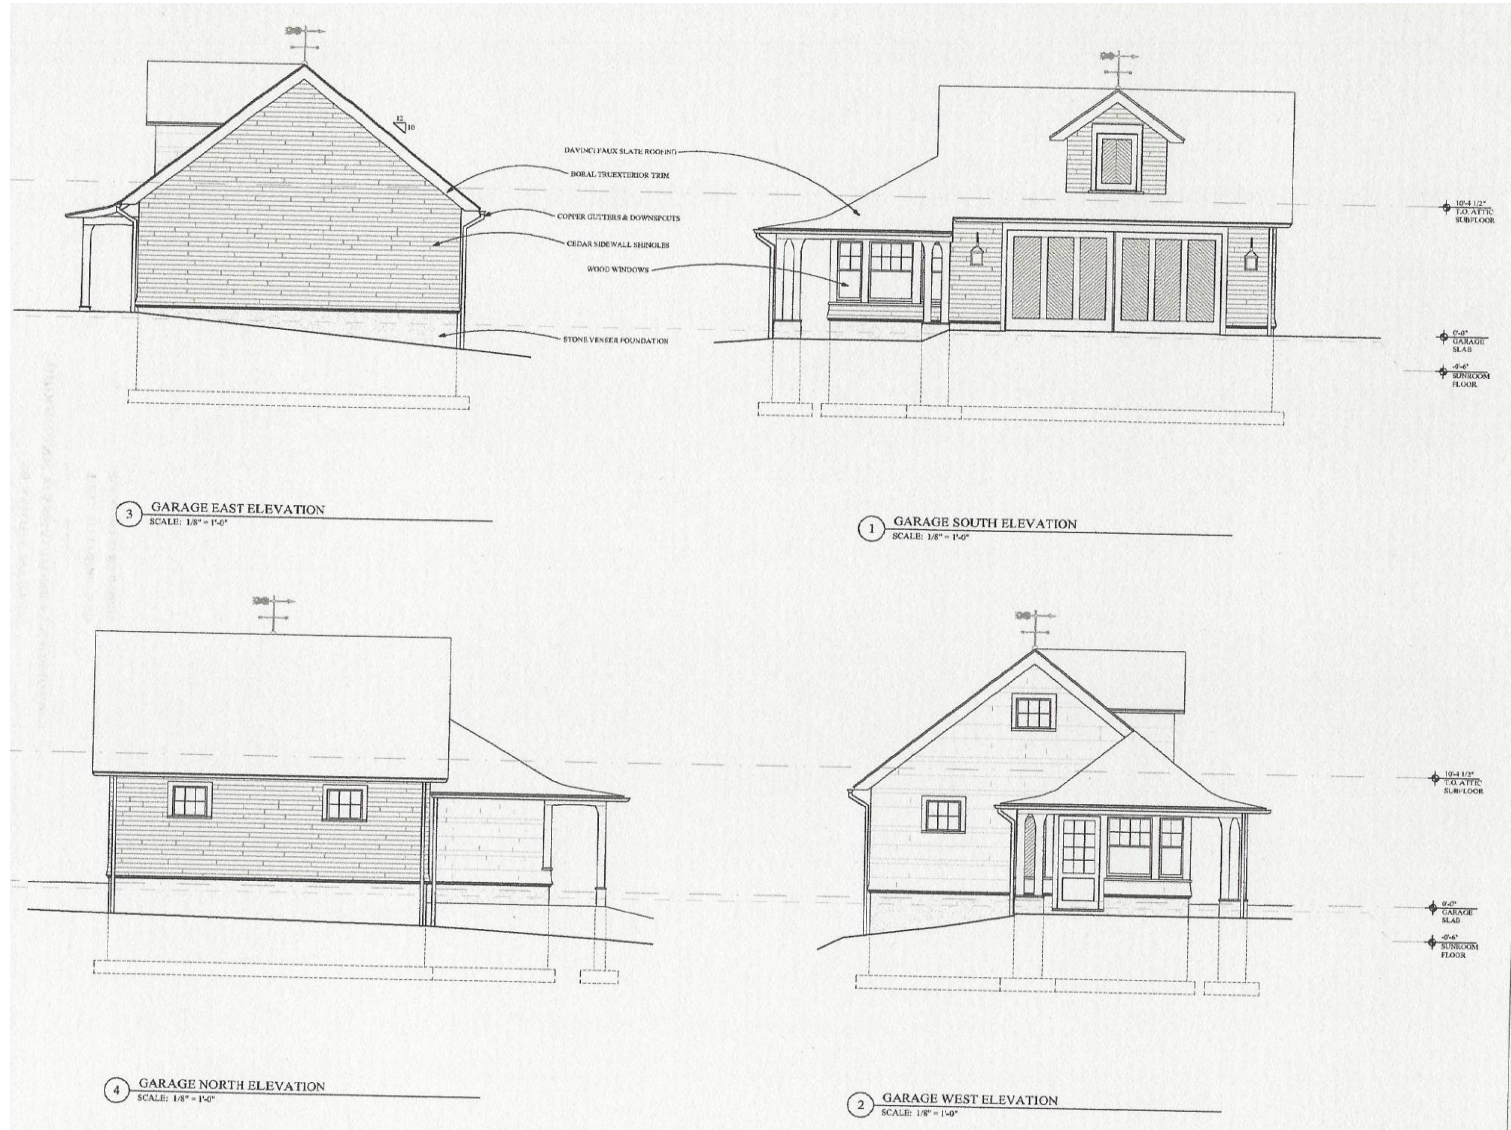 12
10
DAVINCI FAUX SLATE ROOFING
BORAL TRUEXTERIOR TRIM
COPPER GUTTERS & DOWNSPOUTS
CEDAR SIDEWALL SHINGLES
WOOD WINDOWS
STONE VENEER FOUNDATION
10'-4 1/2"
T.O. ATTIC
SUBFLOOR
0'-0"
GARAGE
SLAB
-0'-6"
SUNROOM
FLOOR
3 GARAGE EAST ELEVATION
SCALE: 1/8" = 1'-0"
1 GARAGE SOUTH ELEVATION
SCALE: 1/8" = 1'-0"
10'-4 1/2"
T.O. ATTIC
SUBFLOOR
0'-0"
GARAGE
SLAB
-0'-6"
SUNROOM
FLOOR
4 GARAGE NORTH ELEVATION
SCALE: 1/8" = 1'-0"
2 GARAGE WEST ELEVATION
SCALE: 1/8" = 1'-0"